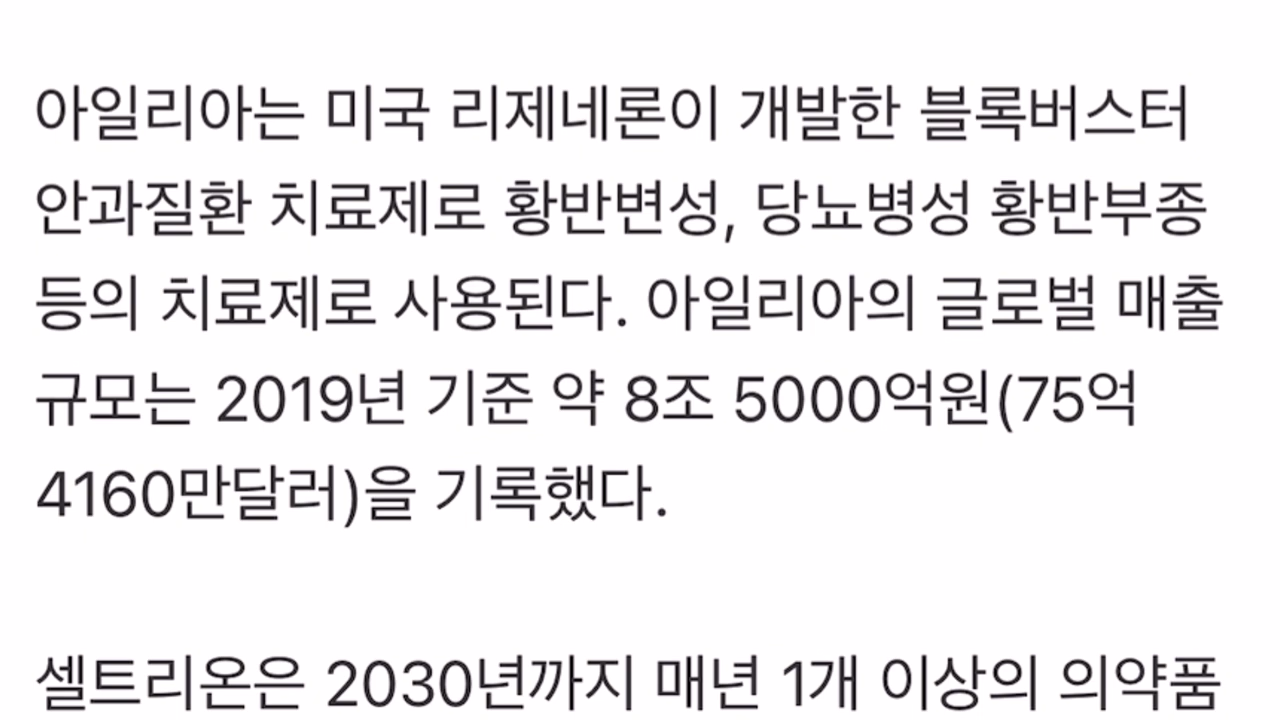 아일리아는 미국 리제네론이 개발한 블록버스터
안과질환 치료제로 황반변성, 당뇨병성 황반부종
등의 치료제로 사용된다. 아일리아의 글로벌 매출
규모는 2019년 기준 약 8조 5000억원(75억
4160만달러)을 기록했다.
셀트리온은 2030년까지 매년 1개 이상의 의약품